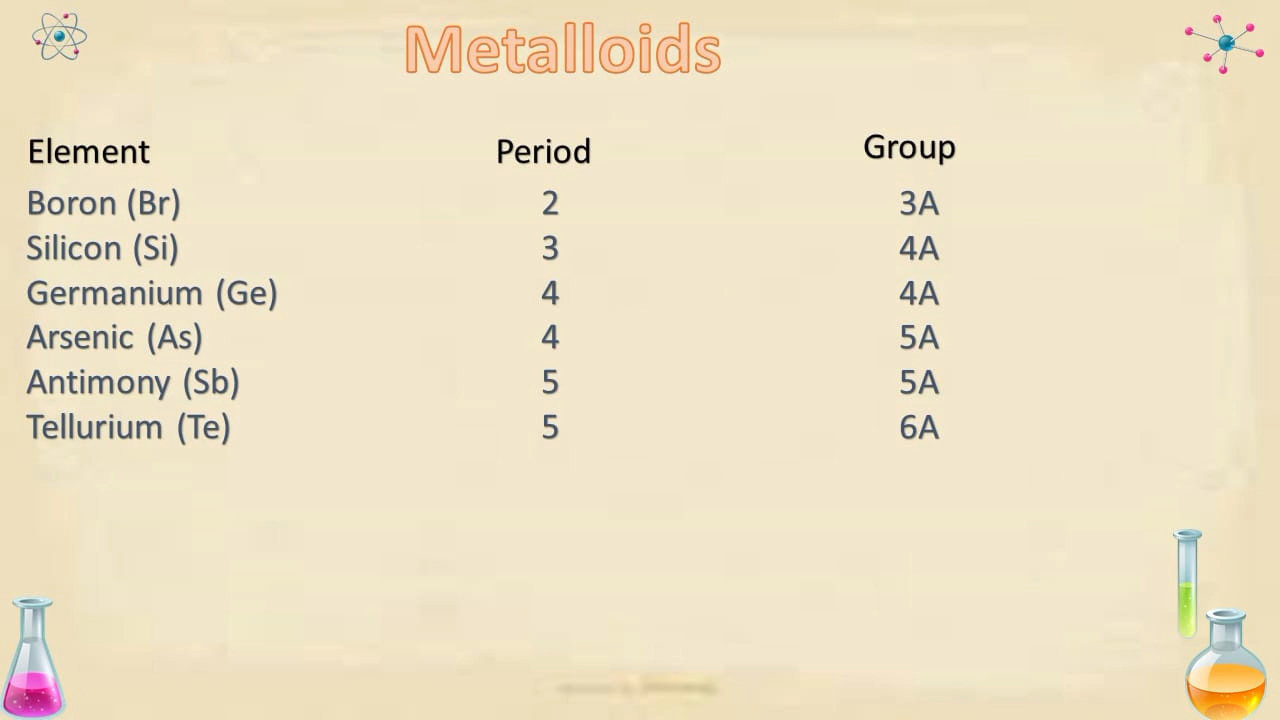 Metalloids
Element Period Group
Boron (Br) 2 3A
Silicon (Si) 3 4A
Germanium (Ge) 4 4A
Arsenic (As) 4 5A
Antimony (Sb) 5 5A
Tellurium (Te) 5 6A